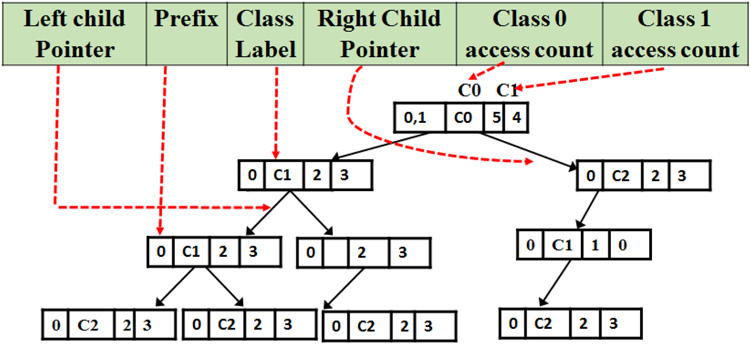 Left child Pointer
Prefix
Class Label
Right Child Pointer
Class 0 access count
Class 1 access count
C0 C1
0,1 C0 5 4
0 C1 2 3
0 C2 2 3
0 C1 2 3
0 2 3
0 C1 1 0
0 C2 2 3
0 C2 2 3
0 C2 2 3
0 C2 2 3